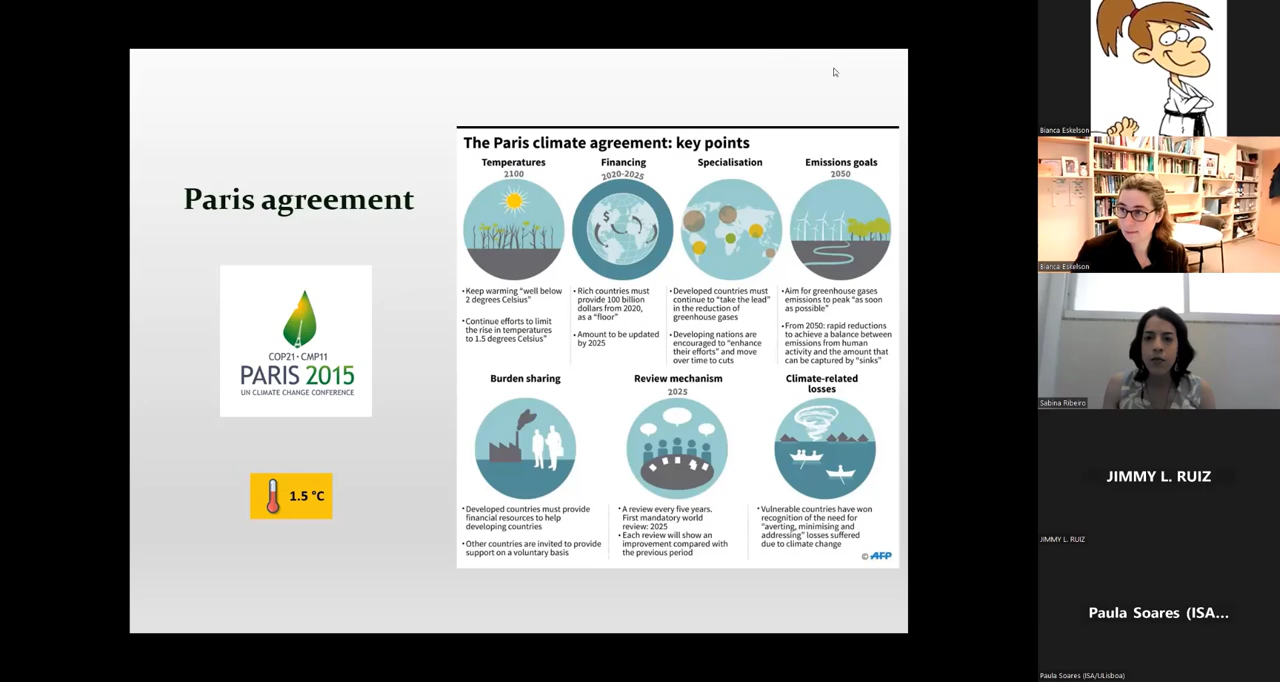 Paris agreement
COP21 · CMP11
PARIS 2015
UN CLIMATE CHANGE CONFERENCE
1.5 °C
The Paris climate agreement: key points
Temperatures
2100
• Keep warming “well below
2 degrees Celsius”
• Continue efforts to limit
the rise in temperatures
to 1.5 degrees Celsius”
Financing
2020-2025
$
• Rich countries must
provide 100 billion
dollars from 2020,
as a “floor”
• Amount to be updated
by 2025
Specialisation
• Developed countries must
continue to “take the lead”
in the reduction of
greenhouse gases
• Developing nations are
encouraged to “enhance
their efforts” and move
over time to cuts
Emissions goals
2050
• Aim for greenhouse gases
emissions to peak “as soon
as possible”
• From 2050: rapid reductions
to achieve a balance between
emissions from human
activity and the amount that
can be captured by “sinks”
Burden sharing
• Developed countries must provide
financial resources to help
developing countries
• Other countries are invited to provide
support on a voluntary basis
Review mechanism
2025
• A review every five years.
First mandatory world
review: 2025
• Each review will show an
improvement compared with
the previous period
Climate-related
losses
• Vulnerable countries have won
recognition of the need for
“averting, minimising and
addressing” losses suffered
due to climate change
© AFP
Bianca Eskelson
Bianca Eskelson
Sabina Ribeiro
JIMMY L. RUIZ
JIMMY L. RUIZ
Paula Soares (ISA...
Paula Soares (ISA/ULisboa)